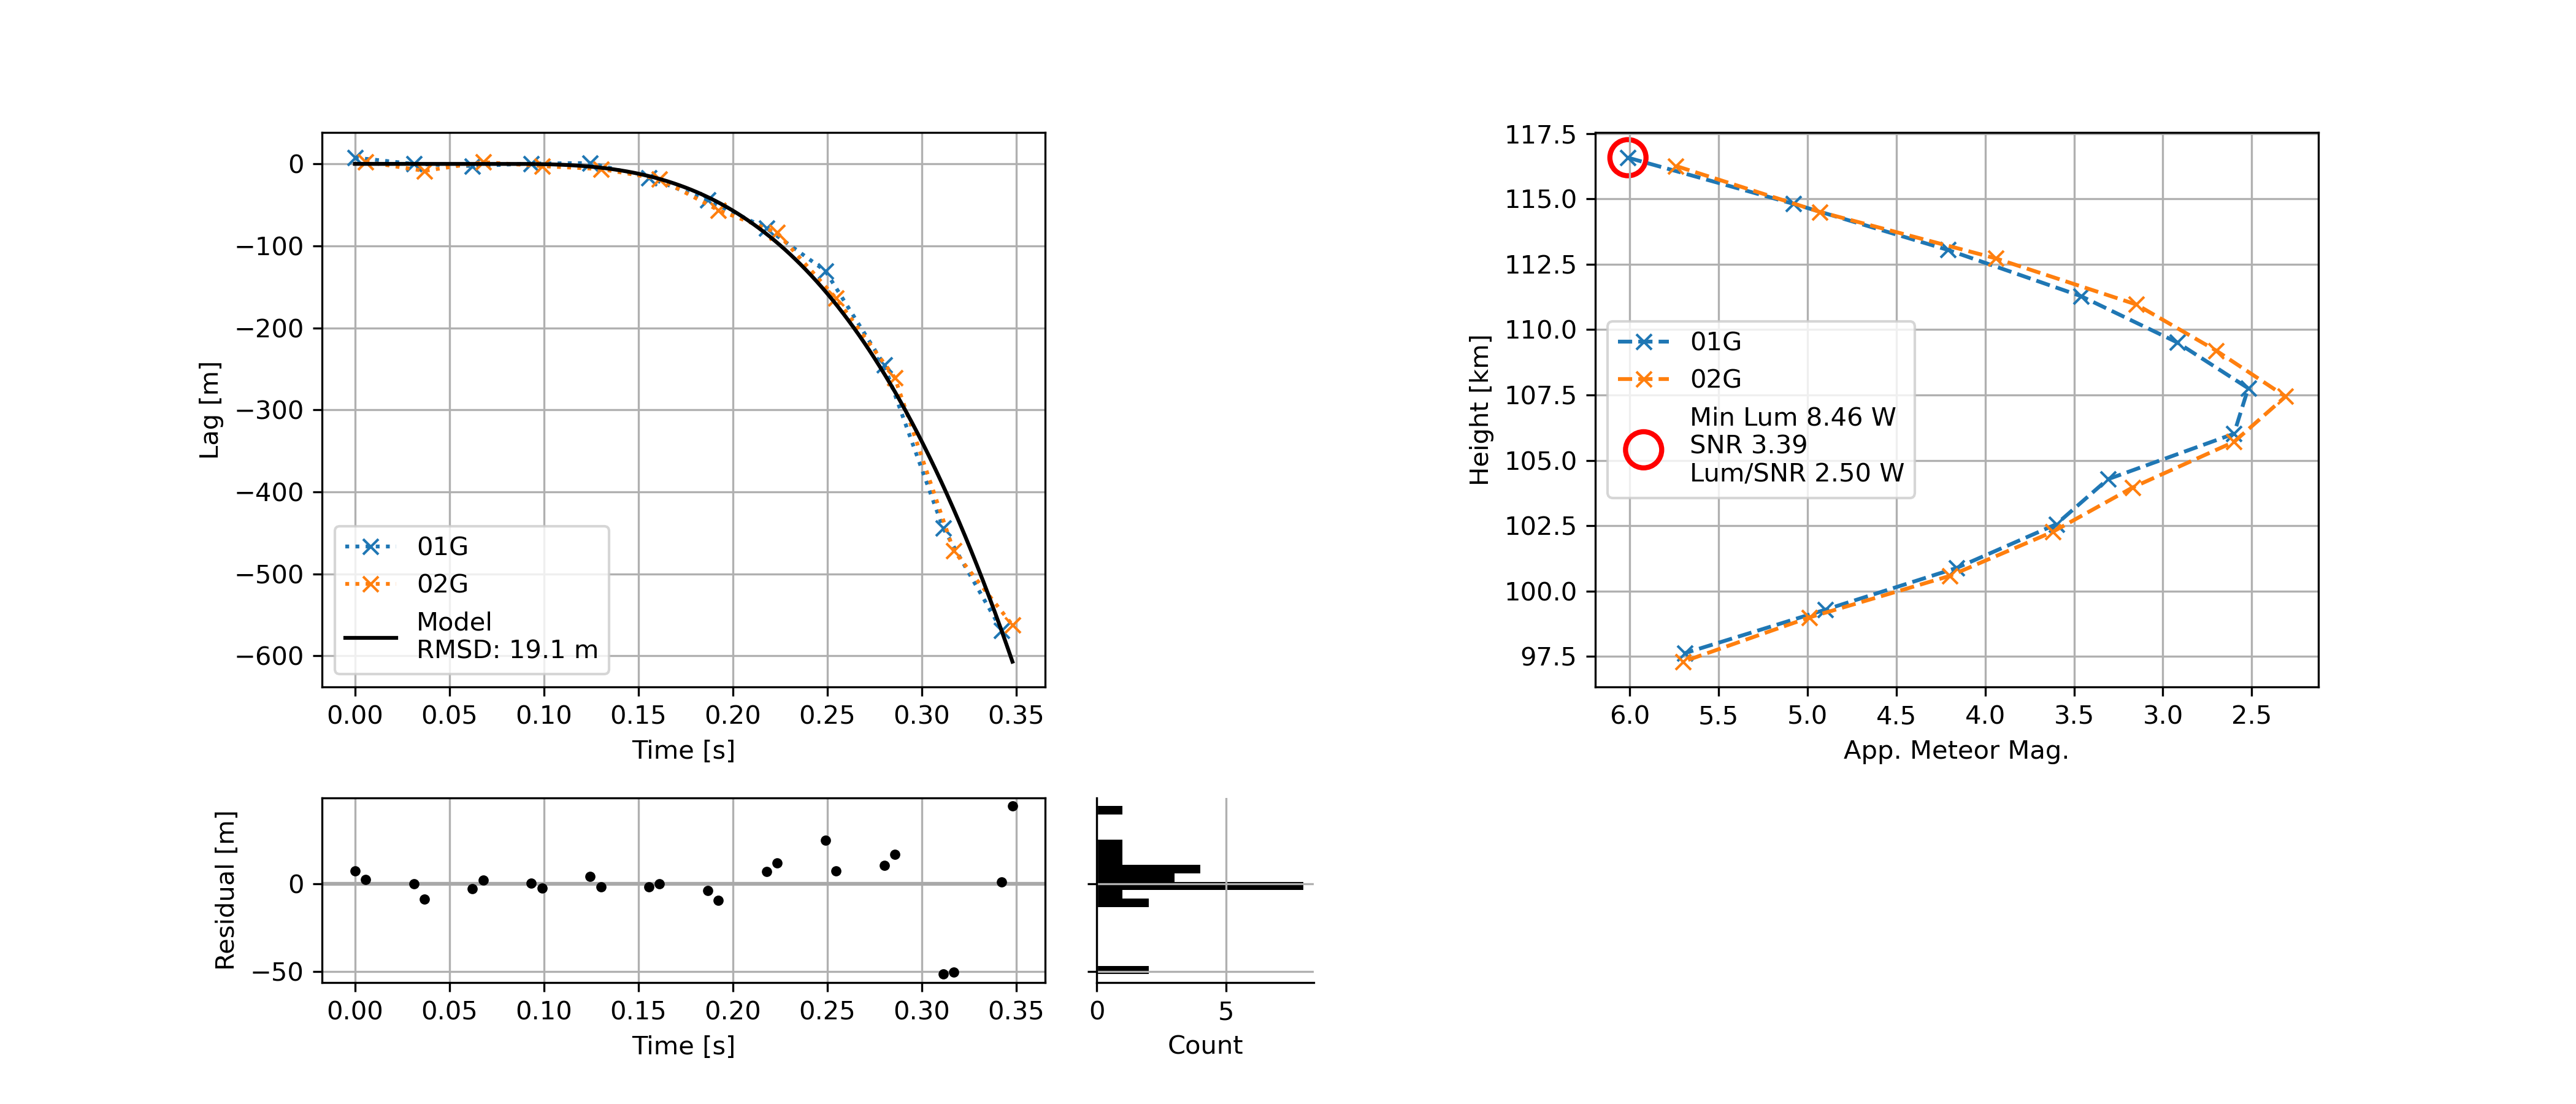 0
−100
−200
−300
−400
−500
−600
Lag [m]
01G
02G
Model
RMSD: 19.1 m
0.00 0.05 0.10 0.15 0.20 0.25 0.30 0.35
Time [s]
117.5
115.0
112.5
110.0
107.5
105.0
102.5
100.0
97.5
Height [km]
01G
02G
Min Lum 8.46 W
SNR 3.39
Lum/SNR 2.50 W
6.0 5.5 5.0 4.5 4.0 3.5 3.0 2.5
App. Meteor Mag.
0
−50
Residual [m]
0.00 0.05 0.10 0.15 0.20 0.25 0.30 0.35
Time [s]
0 5
Count